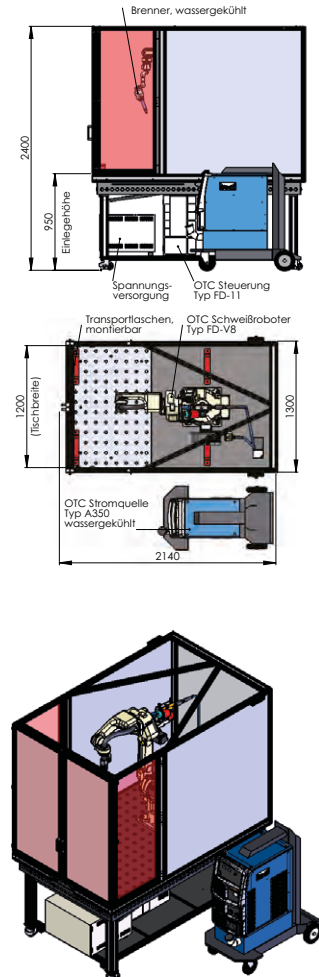 Brenner, wassergekühlt
2400
950
Einlegehöhe
Spannungs-
versorgung
OTC Steuerung
Typ FD-11
Transportlaschen,
montierbar
OTC Schweißroboter
Typ FD-V8
1200
(Tischbreite)
1300
OTC Stromquelle
Typ A350
wassergekühlt
2140